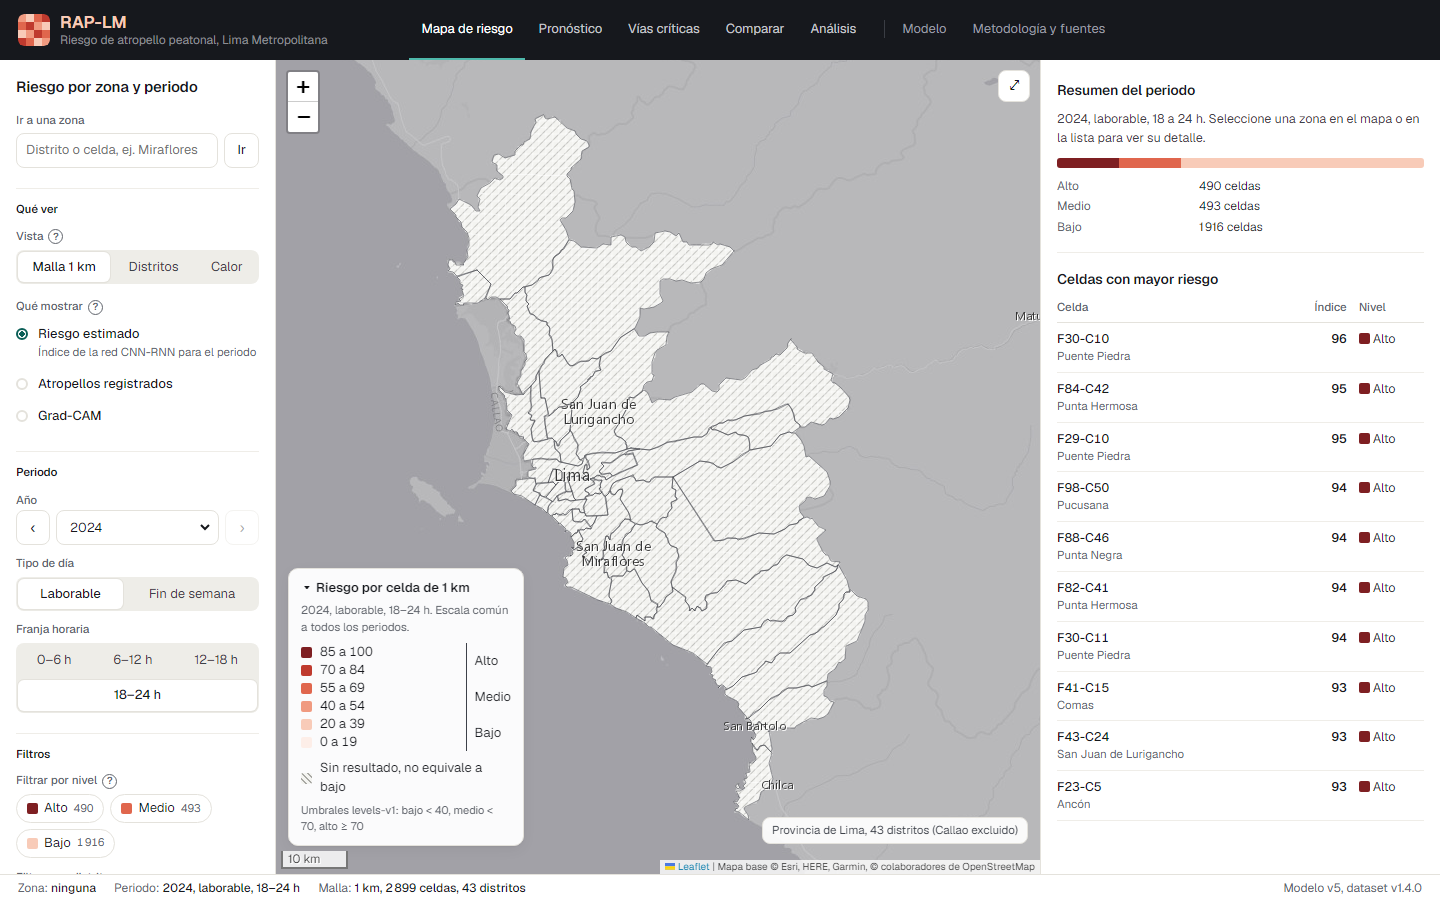 RAP-LM
Riesgo de atropello peatonal, Lima Metropolitana
Mapa de riesgo
Pronóstico
Vías críticas
Comparar
Análisis
Modelo
Metodología y fuentes
Riesgo por zona y periodo
Ir a una zona
Distrito o celda, ej. Miraflores
Ir
Qué ver
Vista ?
Malla 1 km
Distritos
Calor
Qué mostrar ?
Riesgo estimado
Índice de la red CNN-RNN para el periodo
Atropellos registrados
Grad-CAM
Periodo
Año
‹
2024
›
Tipo de día
Laborable
Fin de semana
Franja horaria
0–6 h
6–12 h
12–18 h
18–24 h
Filtros
Filtrar por nivel ?
Alto 490
Medio 493
Bajo 1 916
+
−
CALLAO
San Juan de
Lurigancho
Lima
San Juan de
Miraflores
San Bartolo
Chilca
Matu
Riesgo por celda de 1 km
2024, laborable, 18–24 h. Escala común
a todos los periodos.
85 a 100
70 a 84
Alto
55 a 69
40 a 54
Medio
20 a 39
0 a 19
Bajo
Sin resultado, no equivale a
bajo
Umbrales levels-v1: bajo < 40, medio <
70, alto ≥ 70
10 km
Provincia de Lima, 43 distritos (Callao excluido)
Leaflet | Mapa base © Esri, HERE, Garmin, © colaboradores de OpenStreetMap
Resumen del periodo
2024, laborable, 18 a 24 h. Seleccione una zona en el mapa o en
la lista para ver su detalle.
Alto 490 celdas
Medio 493 celdas
Bajo 1 916 celdas
Celdas con mayor riesgo
Celda Índice Nivel
F30-C10 96 Alto
Puente Piedra
F84-C42 95 Alto
Punta Hermosa
F29-C10 95 Alto
Puente Piedra
F98-C50 94 Alto
Pucusana
F88-C46 94 Alto
Punta Negra
F82-C41 94 Alto
Punta Hermosa
F30-C11 94 Alto
Puente Piedra
F41-C15 93 Alto
Comas
F43-C24 93 Alto
San Juan de Lurigancho
F23-C5 93 Alto
Ancón
Zona: ninguna
Periodo: 2024, laborable, 18–24 h
Malla: 1 km, 2 899 celdas, 43 distritos
Modelo v5, dataset v1.4.0